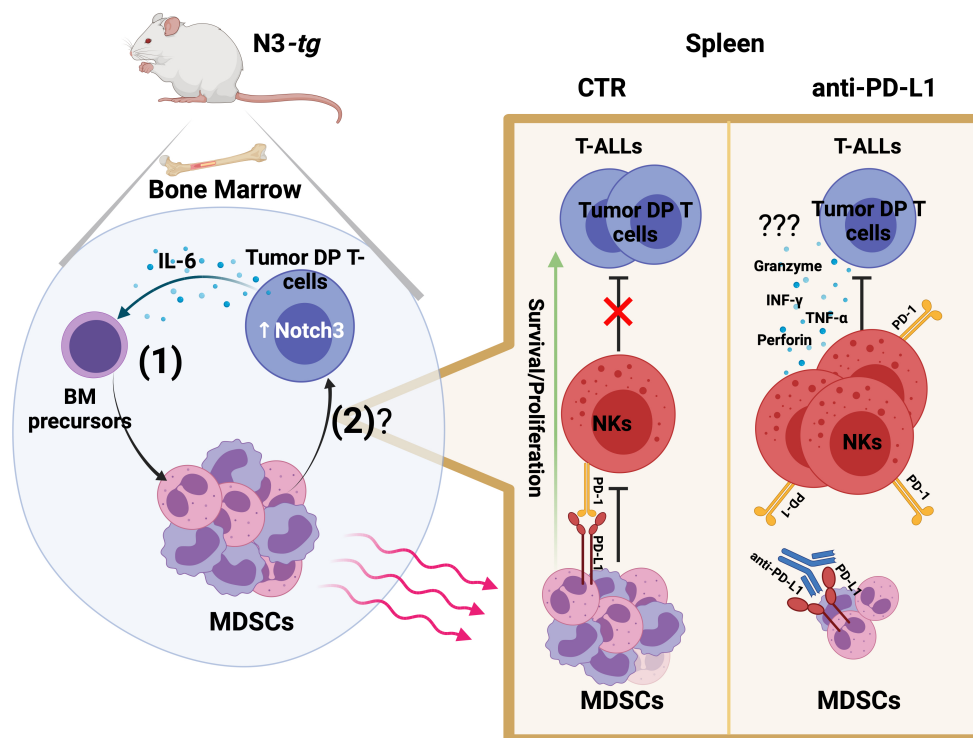 N3-tg
Bone Marrow
IL-6
Tumor DP T-
cells
↑ Notch3
(1)
BM
precursors
(2)?
MDSCs
Spleen
CTR
T-ALLs
Tumor DP T
cells
Survival/Proliferation
NKs
PD-1
PD-L1
MDSCs
anti-PD-L1
T-ALLs
Tumor DP T
cells
???
Granzyme
INF-γ
TNF-α
Perforin
PD-1
NKs
PD-1
PD-1
anti-PD-L1
PD-L1
MDSCs